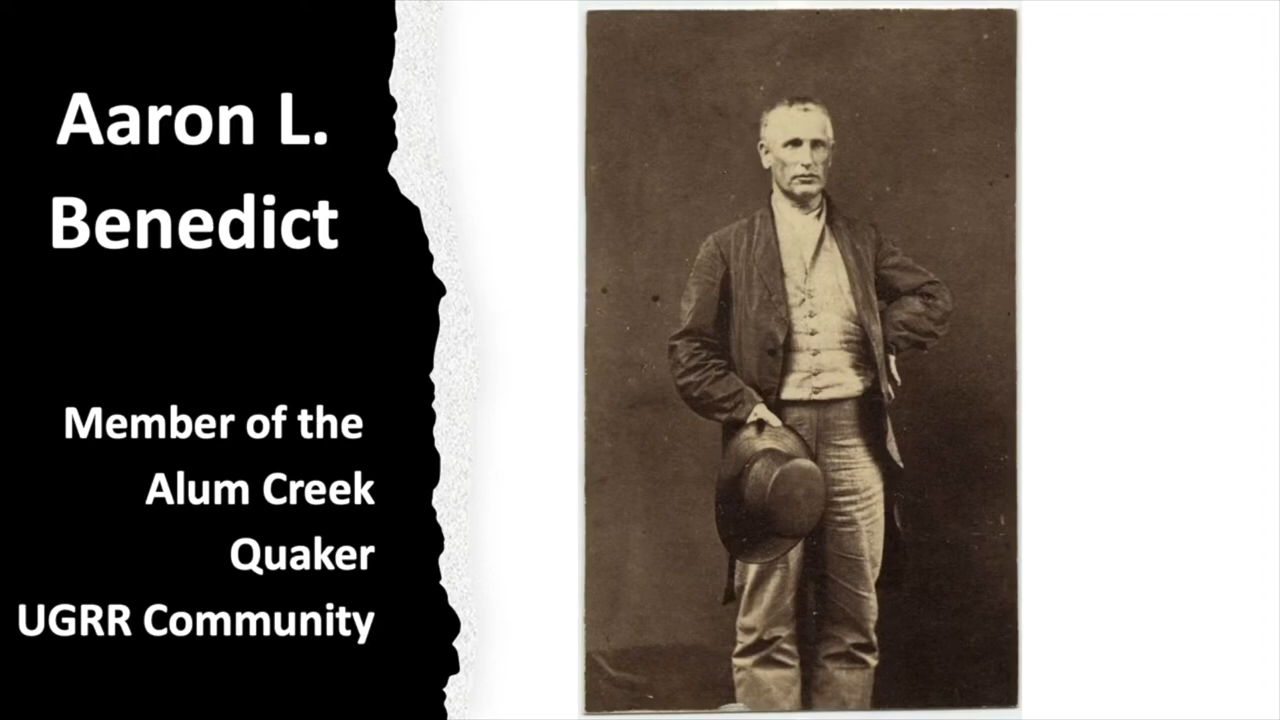 Aaron L.
Benedict
Member of the
Alum Creek
Quaker
UGRR Community